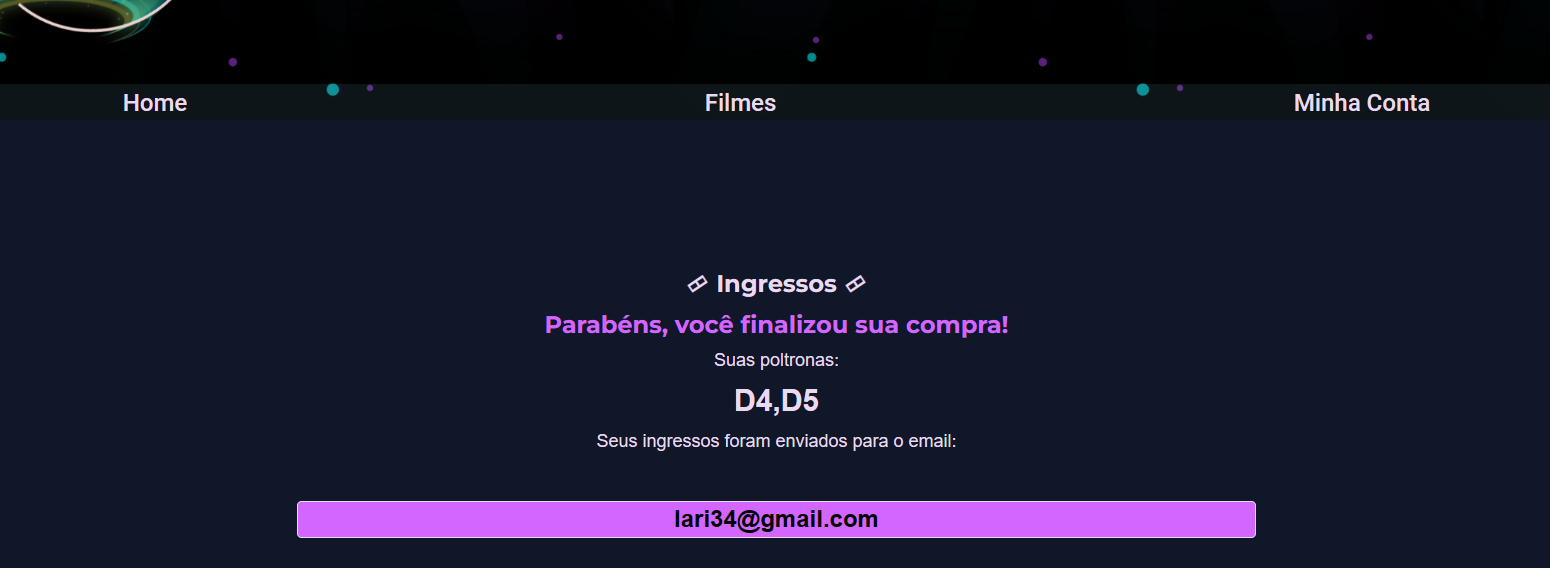 Home Filmes Minha Conta
Ingressos
Parabéns, você finalizou sua compra!
Suas poltronas:
D4,D5
Seus ingressos foram enviados para o email:
lari34@gmail.com